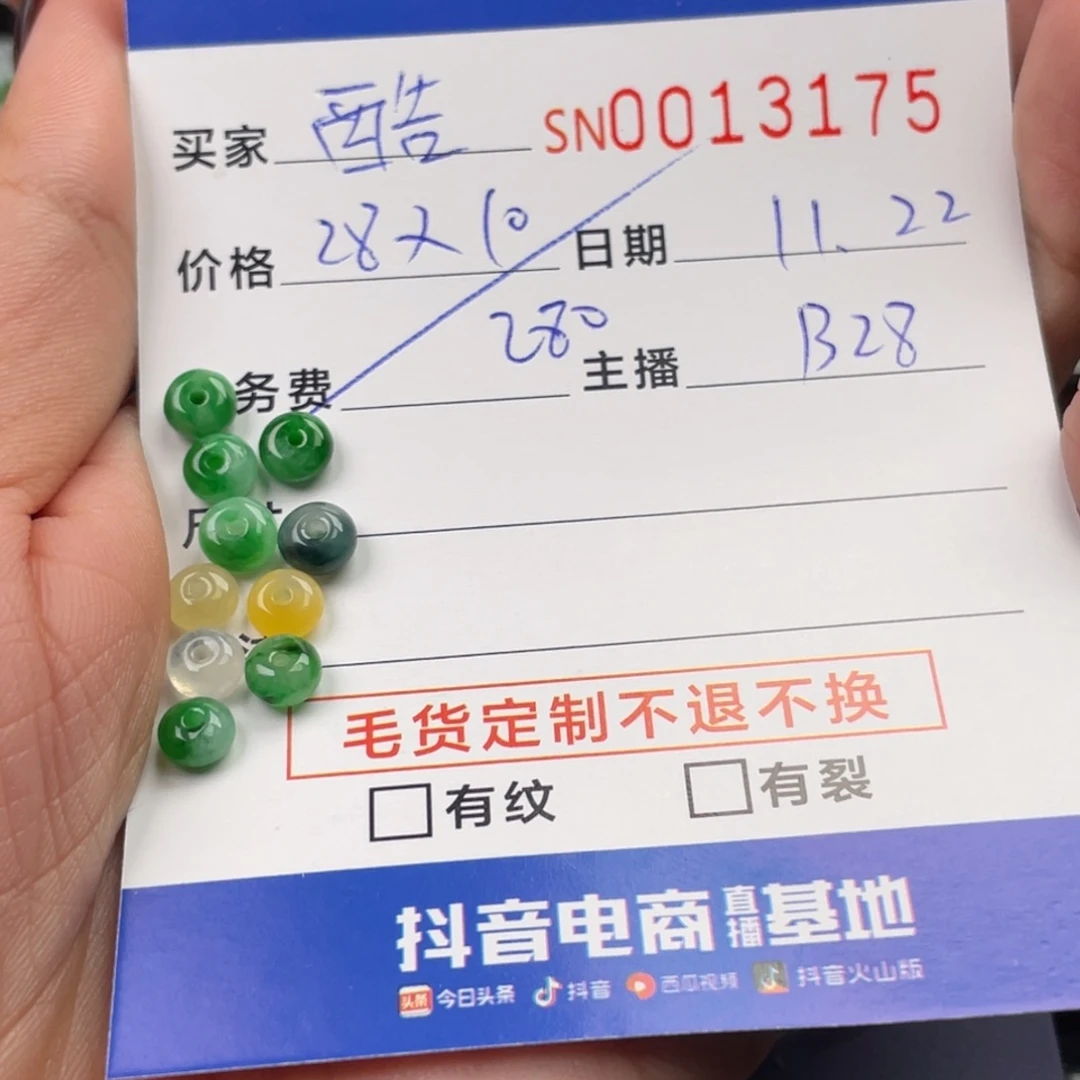 买家 酷 SN0013175
价格 28×10 日期 11.22
务费 280 主播 B28
毛货定制不退不换
有纹 有裂
抖音电商直播基地
头条 今日头条 抖音 西瓜视频 抖音火山版